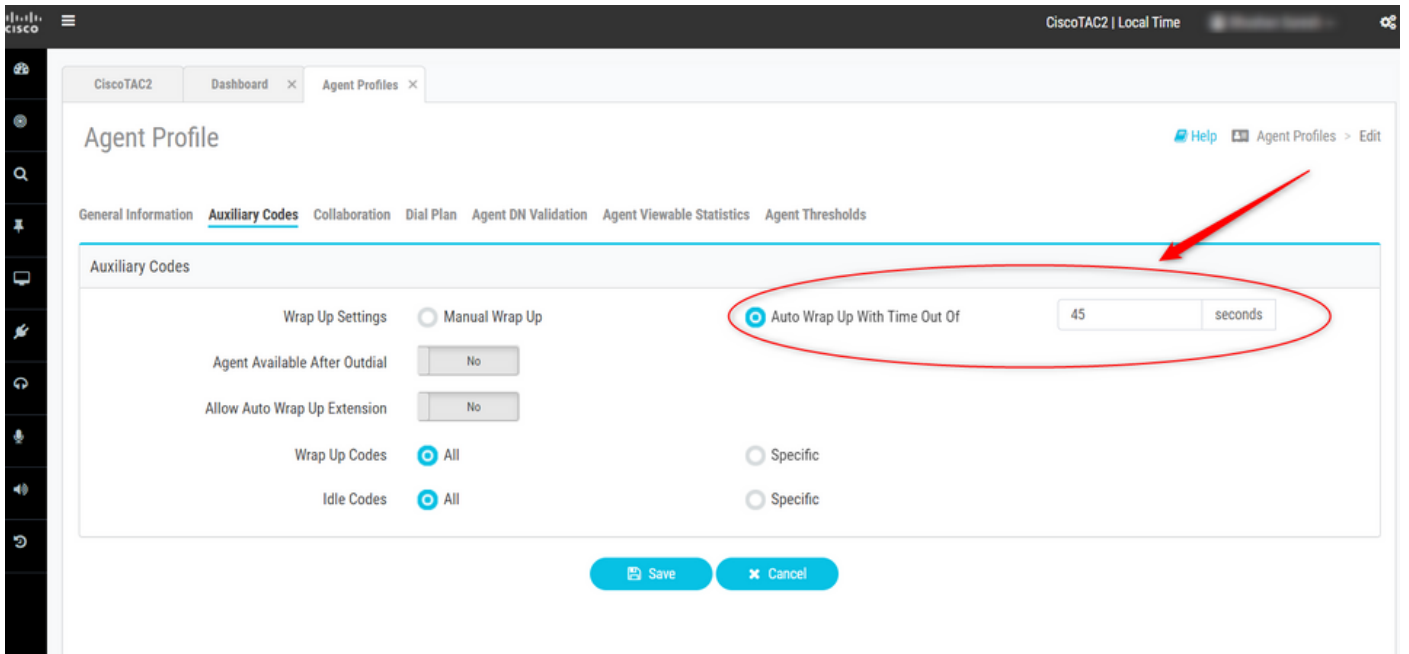 cisco
CiscoTAC2 | Local Time
CiscoTAC2 Dashboard Agent Profiles
Agent Profile
Help Agent Profiles > Edit
General Information Auxiliary Codes Collaboration Dial Plan Agent DN Validation Agent Viewable Statistics Agent Thresholds
Auxiliary Codes
Wrap Up Settings Manual Wrap Up Auto Wrap Up With Time Out Of 45 seconds
Agent Available After Outdial No
Allow Auto Wrap Up Extension No
Wrap Up Codes All Specific
Idle Codes All Specific
Save Cancel